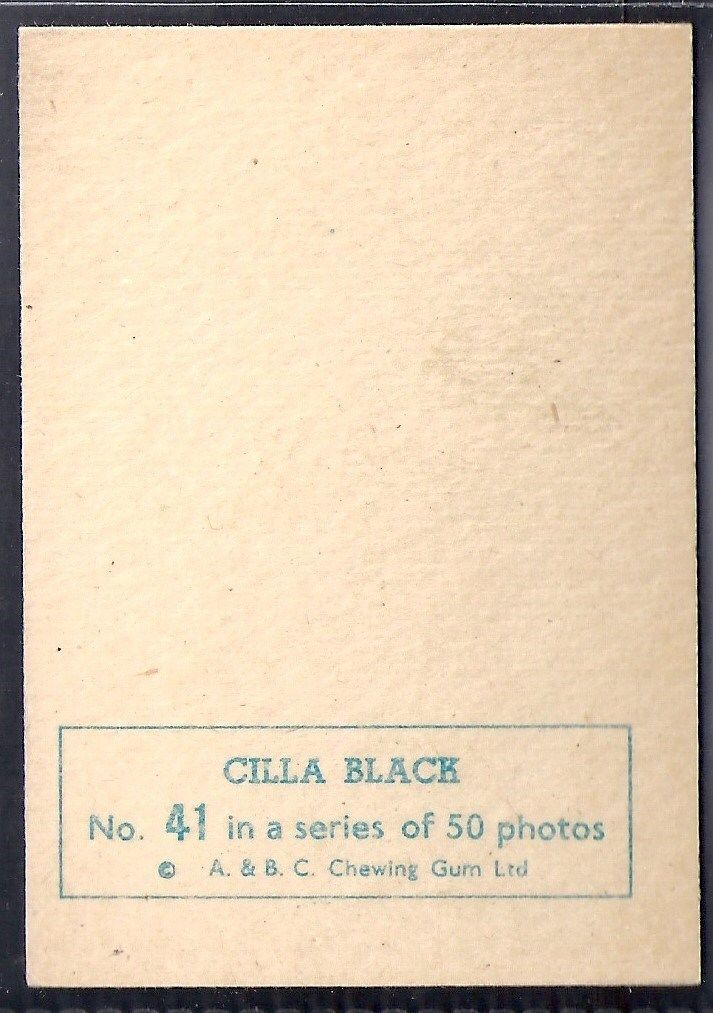 CILLA BLACK
No. 41 in a series of 50 photos
© A. & B. C. Chewing Gum Ltd